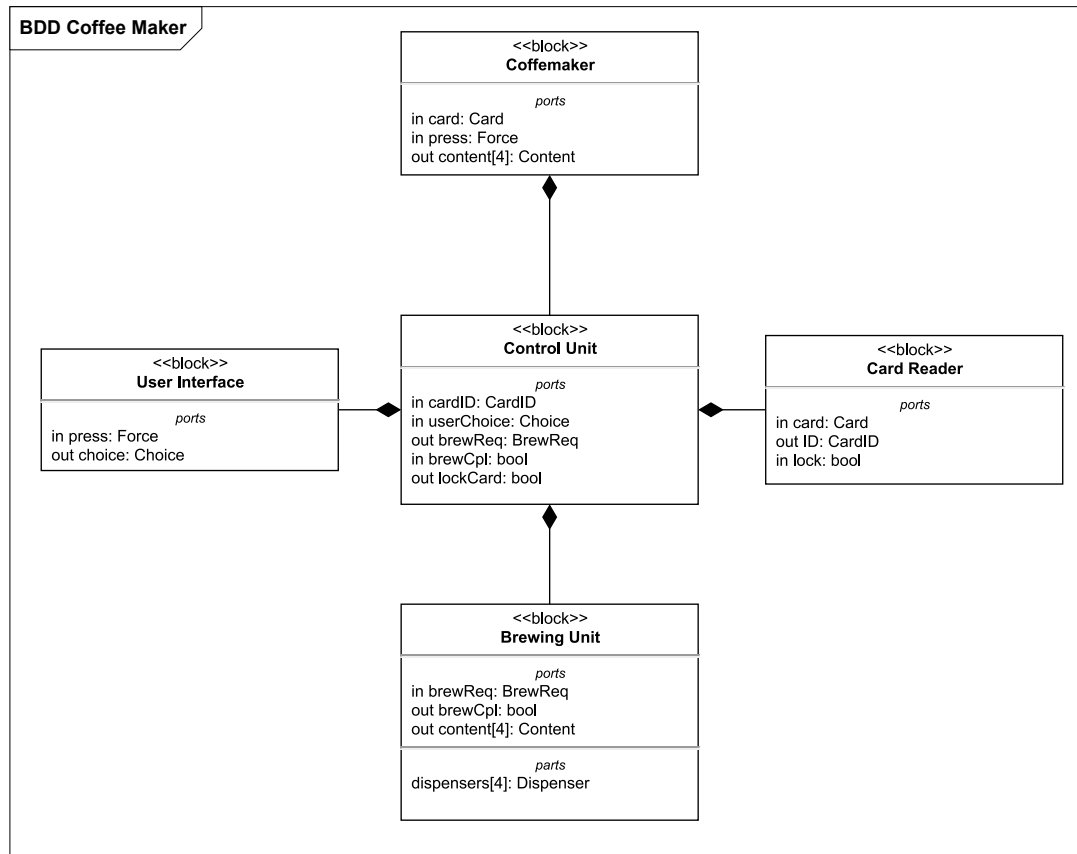 BDD Coffee Maker
<<block>>
Coffemaker
ports
in card: Card
in press: Force
out content[4]: Content
<<block>>
User Interface
ports
in press: Force
out choice: Choice
<<block>>
Control Unit
ports
in cardID: CardID
in userChoice: Choice
out brewReq: BrewReq
in brewCpl: bool
out lockCard: bool
<<block>>
Card Reader
ports
in card: Card
out ID: CardID
in lock: bool
<<block>>
Brewing Unit
ports
in brewReq: BrewReq
out brewCpl: bool
out content[4]: Content
parts
dispensers[4]: Dispenser